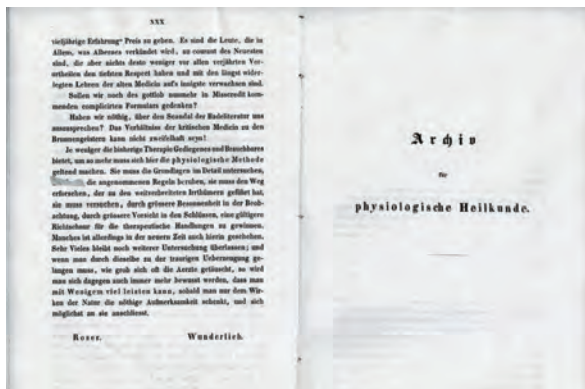 XXX
vieljährige Erfahrung“ Preis zu geben. Es sind die Leute, die in
Allem, was Albernes verkündet wird, au courant des Neuesten
sind, die aber nichts desto weniger vor allen verjährten Vor-
urtheilen den tiefsten Respect haben und mit den längst wider-
legten Lehren der alten Medicin auf's innigste verwachsen sind.
Sollen wir noch des gottlob nunmehr in Misscredit kom-
menden complicirten Formulars gedenken?
Haben wir nöthig, über den Scandal der Badeliteratur uns
auszusprechen? Das Verhältniss der kritischen Medicin zu den
Brunnengeistern kann nicht zweifelhaft seyn!
Je weniger die bisherige Therapie Gediegenes und Brauchbares
bietet, um so mehr muss sich hier die physiologische Methode
geltend machen. Sie muss die Grundlagen im Detail untersuchen,
die angenommenen Regeln beruhen, sie muss den Weg
erforschen, der zu den weitverbreiteten Irrthümern geführt hat,
sie muss versuchen, durch grössere Besonnenheit in der Beob-
achtung, durch grössere Vorsicht in den Schlüssen, eine gültigere
Richtschnur für die therapeutische Handlungen zu gewinnen.
Manches ist allerdings in der neuern Zeit auch hierin geschehen.
Sehr Vieles bleibt noch weiterer Untersuchung überlassen; und
wenn man durch dieselbe zu der traurigen Ueberzeugung ge-
langen muss, wie grob sich oft die Aerzte getäuscht, so wird
man sich dagegen auch immer mehr bewusst werden, dass man
mit Wenigem viel leisten kann, sobald man nur dem Wir-
ken der Natur die nöthige Aufmerksamkeit schenkt, und sich
möglichst an sie anschliesst.
Roser. Wunderlich.
Archiv
für
physiologische Heilkunde.